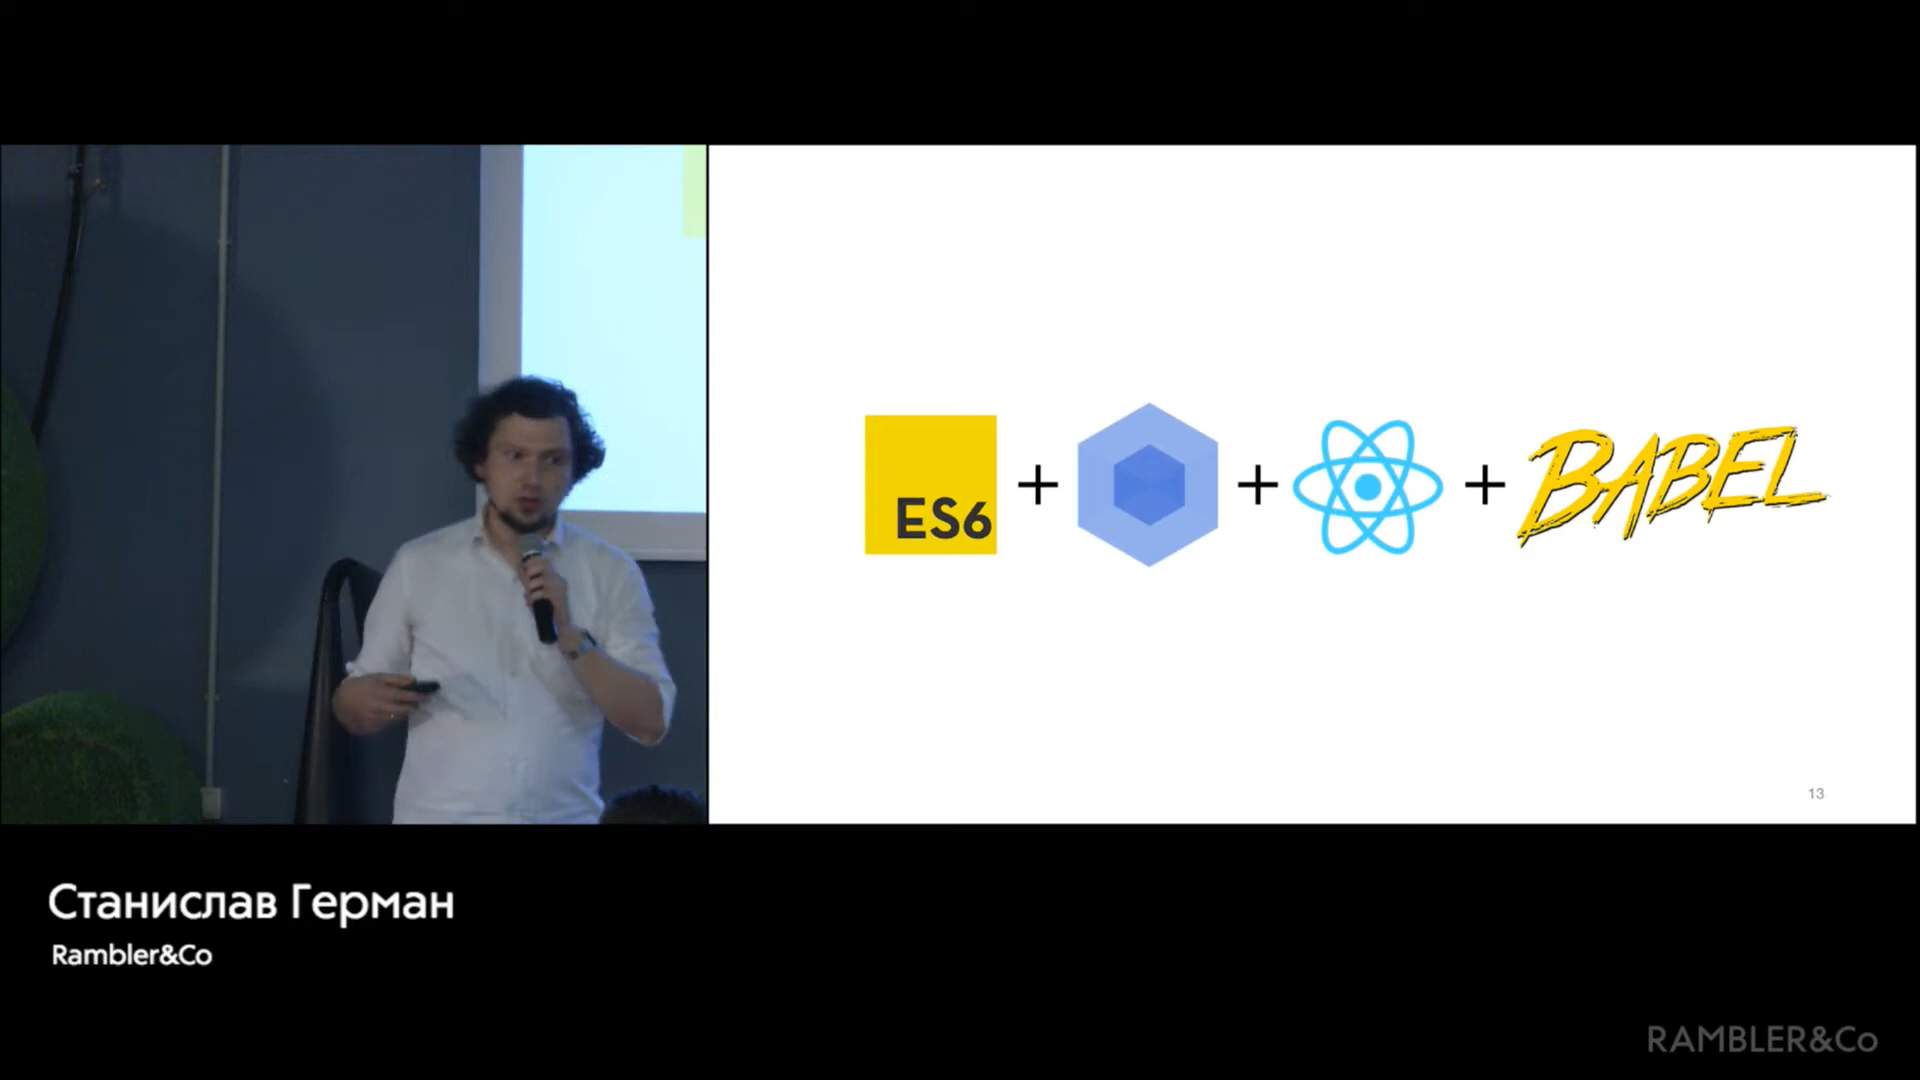 ES6
+
+
+
BABEL
13
Станислав Герман
Rambler&Co
RAMBLER&Co